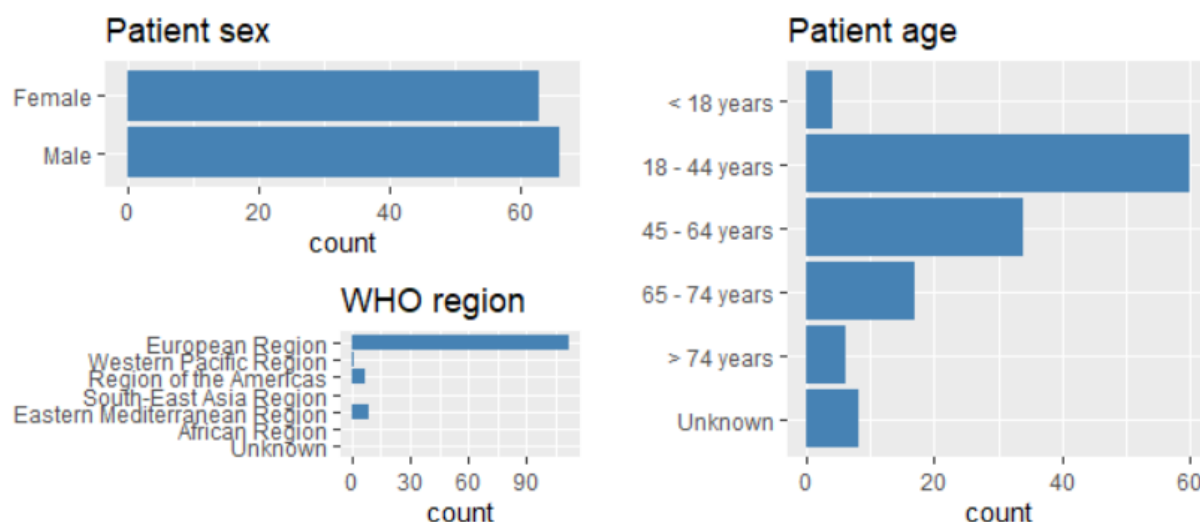 Patient sex
Female
Male
0 20 40 60
count
WHO region
European Region
Western Pacific Region
Region of the Americas
South-East Asia Region
Eastern Mediterranean Region
African Region
Unknown
0 30 60 90
count
Patient age
< 18 years
18 - 44 years
45 - 64 years
65 - 74 years
> 74 years
Unknown
0 20 40 60
count